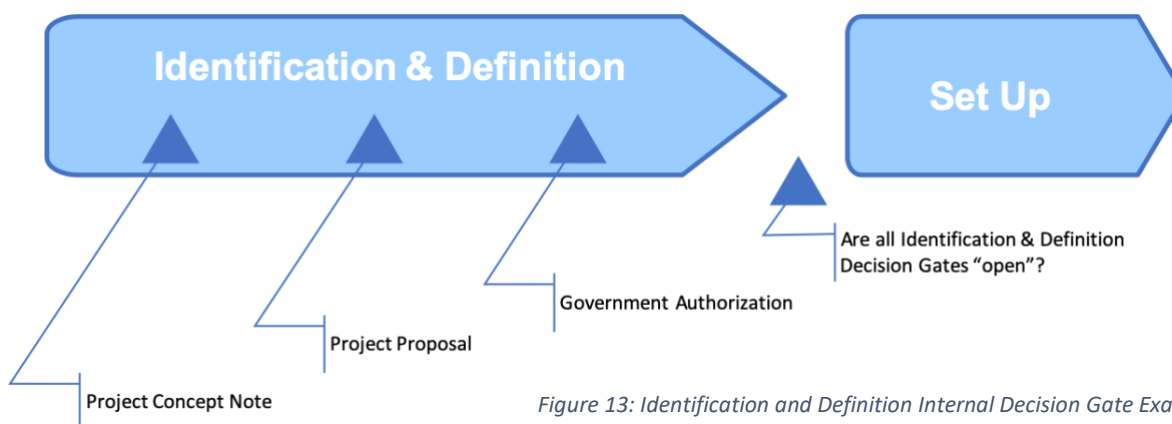 Identification & Definition
Set Up
Are all Identification & Definition
Decision Gates “open”?
Government Authorization
Project Proposal
Project Concept Note
Figure 13: Identification and Definition Internal Decision Gate Exa